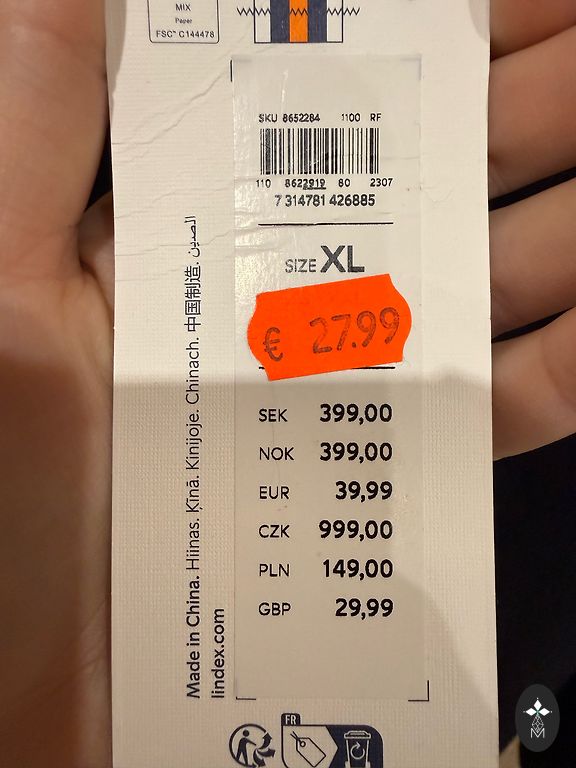 MIX
Paper
FSC™ C144478
SKU 8652284 1100 RF
110 8622919 80 2307
7 314781 426885
SIZE XL
€ 27.99
SEK 399,00
NOK 399,00
EUR 39,99
CZK 999,00
PLN 149,00
GBP 29,99
Made in China. Hiinas. Ķīnā. Kinijoje. Chinach. 中国制造. الصين
lindex.com
FR
M